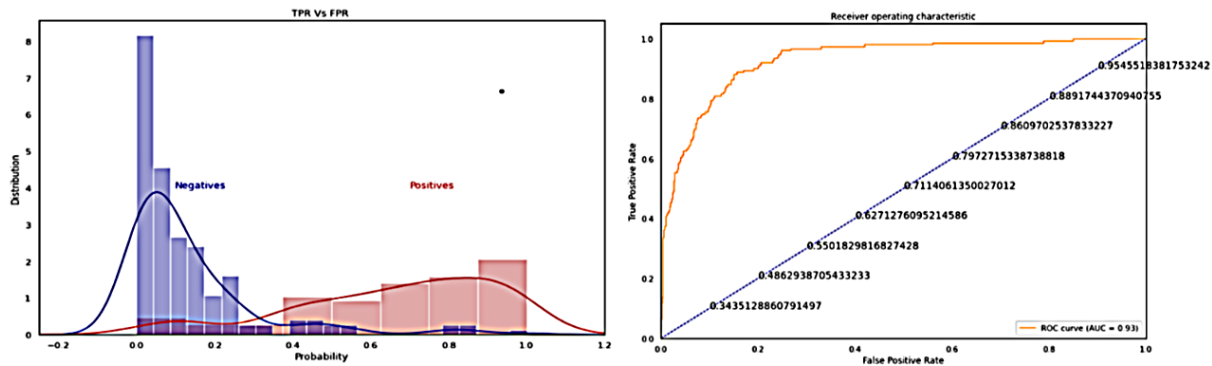 TPR Vs FPR
8
7
6
5
4
3
2
1
0
Distribution
Negatives
Positives
-0.2 0.0 0.2 0.4 0.6 0.8 1.0 1.2
Probability
Receiver operating characteristic
1.0
0.8
0.6
0.4
0.2
0.0
True Positive Rate
0.9545518381753242
0.8891744370940755
0.8609702537833227
0.7972715338738818
0.7114061350027012
0.6271276095214586
0.5501829816827428
0.4862938705433233
0.3435128860791497
ROC curve (AUC = 0.93)
0.0 0.2 0.4 0.6 0.8 1.0
False Positive Rate